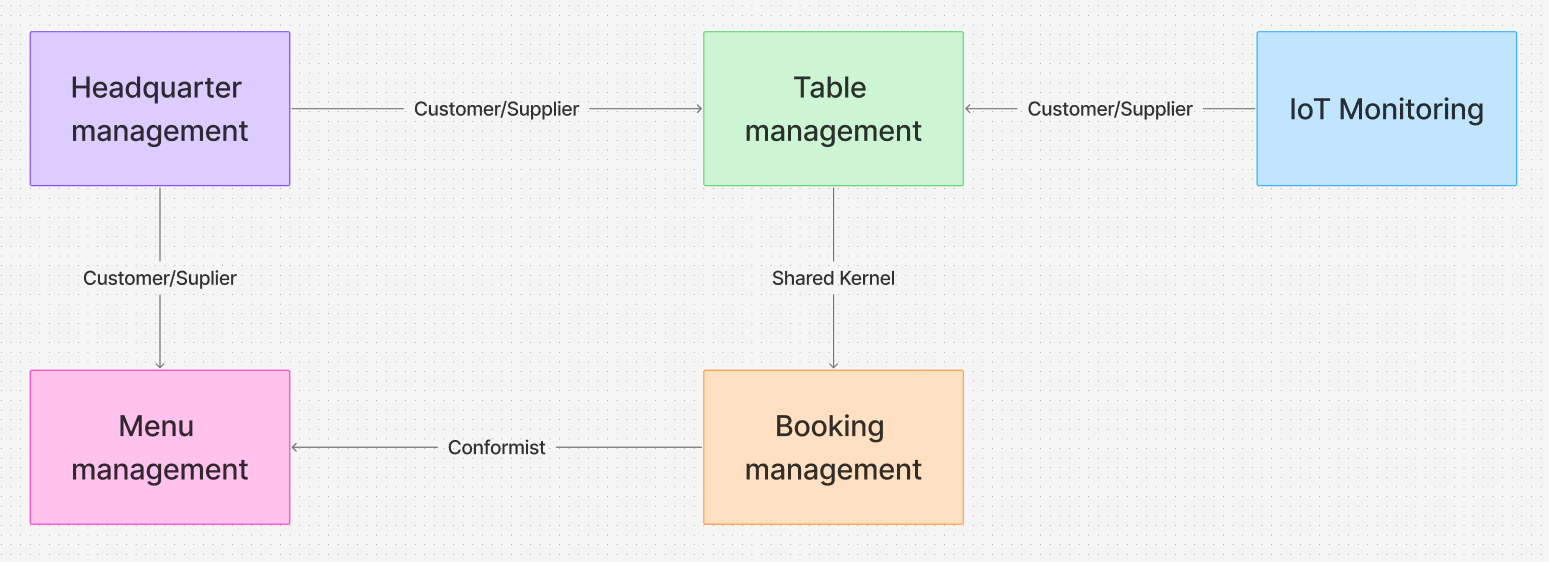 Headquarter
management
Customer/Supplier
Table
management
Customer/Supplier
IoT Monitoring
Customer/Suplier
Shared Kernel
Menu
management
Conformist
Booking
management